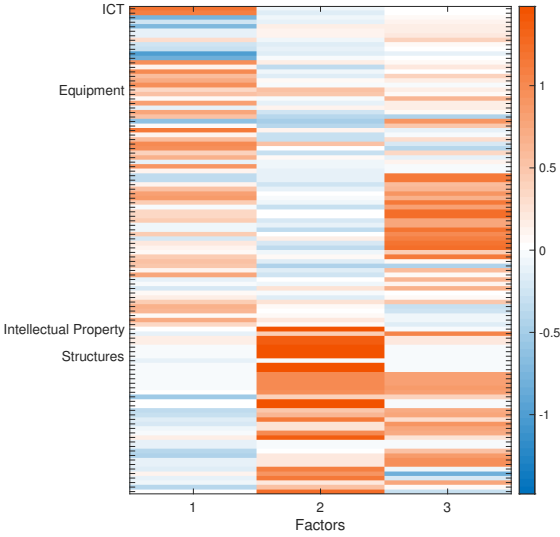 ICT
Equipment
Intellectual Property
Structures
1
2
3
Factors
1
0.5
0
-0.5
-1